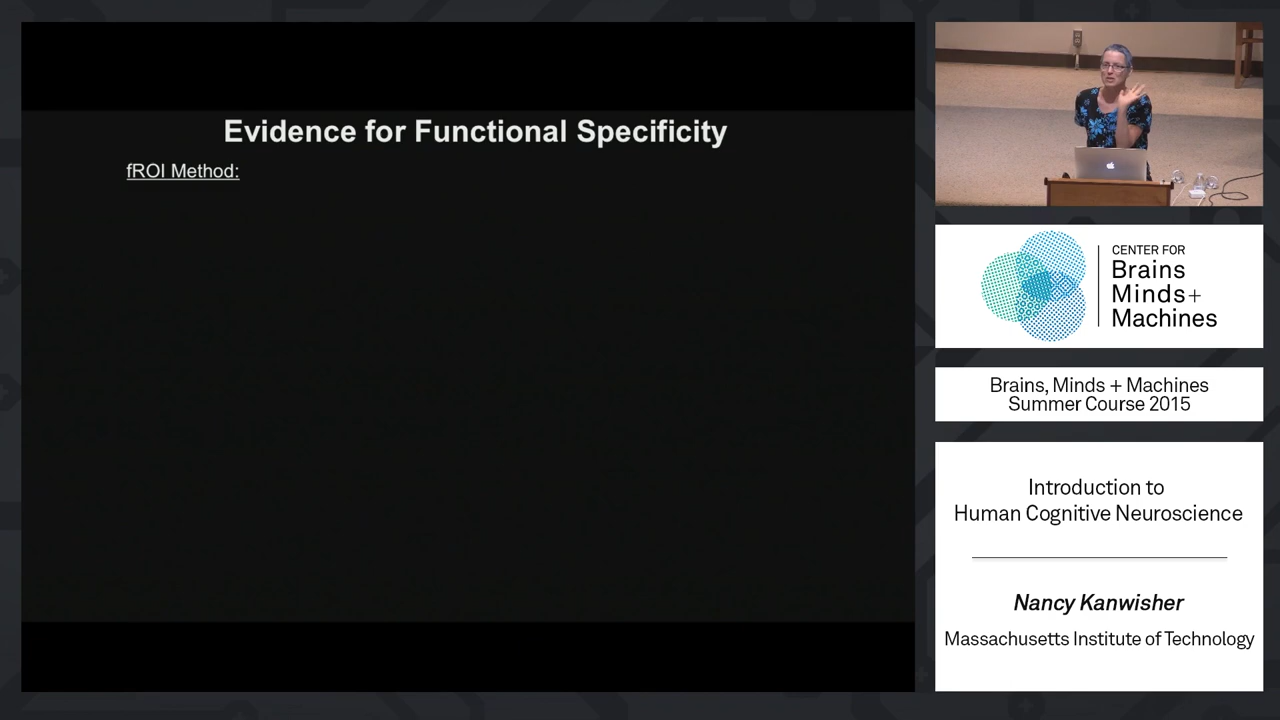 Evidence for Functional Specificity
fROI Method:
CENTER FOR
Brains
Minds+
Machines
Brains, Minds + Machines
Summer Course 2015
Introduction to
Human Cognitive Neuroscience
Nancy Kanwisher
Massachusetts Institute of Technology